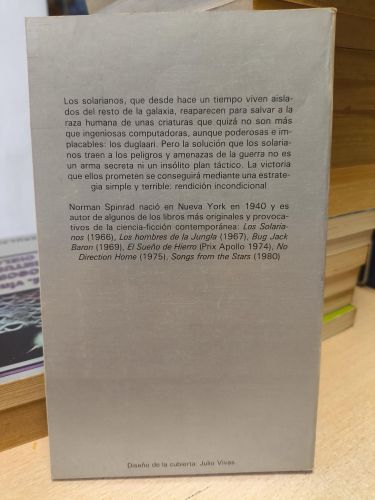 Los solarianos, que desde hace un tiempo viven aisla-
dos del resto de la galaxia, reaparecen para salvar a la
raza humana de unas criaturas que quizá no son más
que ingeniosas computadoras, aunque poderosas e im-
placables: los duglaari. Pero la solución que los solaria-
nos traen a los peligros y amenazas de la guerra no es
un arma secreta ni un insólito plan táctico. La victoria
que ellos prometen se conseguirá mediante una estrate-
gia simple y terrible: rendición incondicional
Norman Spinrad nació en Nueva York en 1940 y es
autor de algunos de los libros más originales y provoca-
tivos de la ciencia-ficción contemporánea: Los Solaria-
nos (1966), Los hombres de la Jungla (1967), Bug Jack
Baron (1969), El Sueño de Hierro (Prix Apollo 1974), No
Direction Home (1975), Songs from the Stars (1980)
Diseño de la cubierta: Julio Vivas